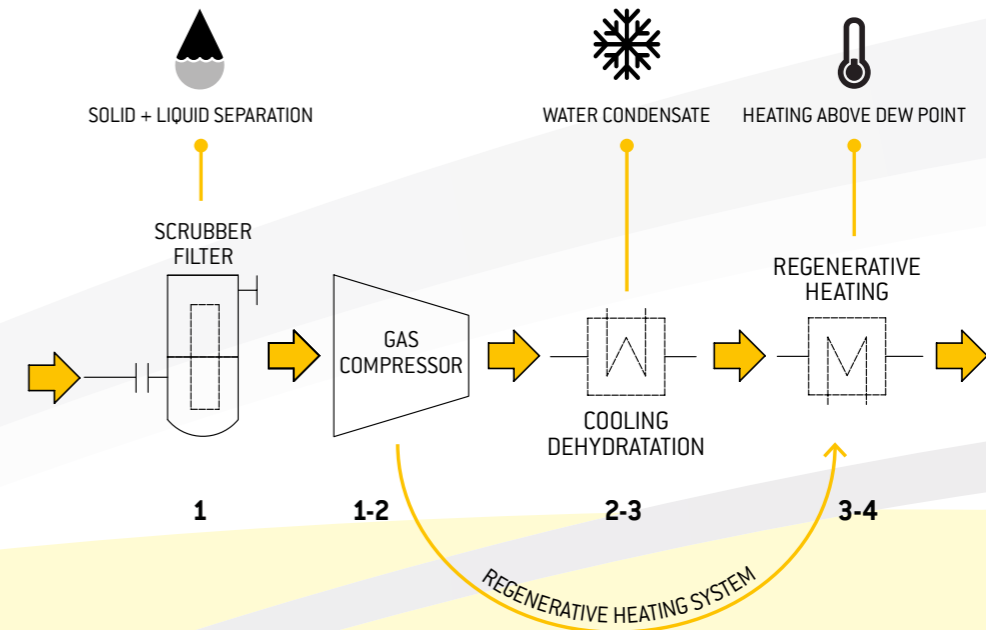 SOLID + LIQUID SEPARATION
WATER CONDENSATE
HEATING ABOVE DEW POINT
SCRUBBER
FILTER
GAS
COMPRESSOR
COOLING
DEHYDRATATION
REGENERATIVE
HEATING
1
1-2
2-3
3-4
REGENERATIVE HEATING SYSTEM